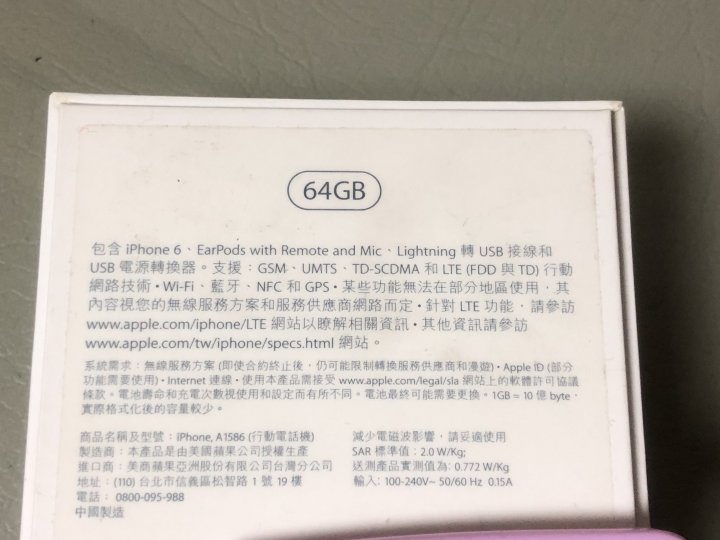 64GB
包含 iPhone 6、EarPods with Remote and Mic、Lightning 轉 USB 接線和
USB 電源轉換器。支援：GSM、UMTS、TD-SCDMA 和 LTE (FDD 與 TD) 行動
網路技術，Wi-Fi、藍牙、NFC 和 GPS。某些功能無法在部分地區使用，其
內容視您的無線服務方案和服務供應商網路而定。針對 LTE 功能，請參訪
www.apple.com/iphone/LTE 網站以瞭解相關資訊。其他資訊請參訪
www.apple.com/tw/iphone/specs.html 網站。
系統需求：無線服務方案 (即使合約終止後，仍可能限制轉換服務供應商和漫遊)，Apple ID (部分
功能需要使用)，Internet 連線。使用本產品需接受 www.apple.com/legal/sla 網站上的軟體許可協議
條款。電池壽命和充電次數視使用和設定而有所不同。電池最終可能需要更換。1GB = 10 億 byte，
實際格式化後的容量較少。
商品名稱及型號：iPhone, A1586 (行動電話機)
製造商：本產品是由美國蘋果公司授權生產
進口商：美商蘋果亞洲股份有限公司台灣分公司
地址：(110) 台北市信義區松智路 1 號 19 樓
電話： 0800-095-988
中國製造
減少電磁波影響，請妥適使用
SAR 標準值：2.0 W/Kg;
送測產品實測值為: 0.772 W/Kg
輸入: 100-240V~ 50/60 Hz 0.15A